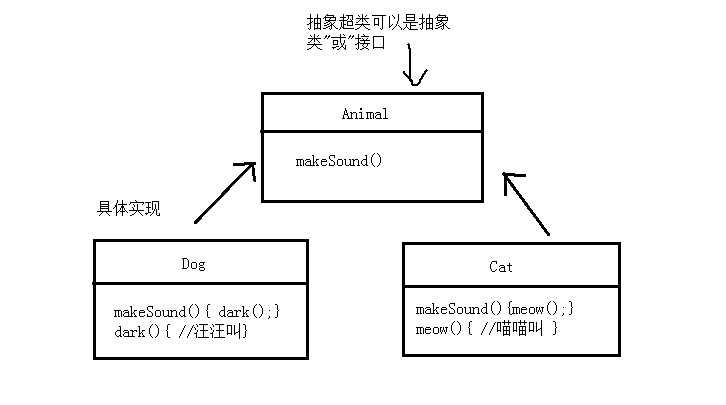 抽象超类可以是抽象
类"或"接口
Animal
makeSound()
具体实现
Dog
makeSound(){ dark();}
dark(){ //汪汪叫}
Cat
makeSound(){meow();}
meow(){ //喵喵叫 }